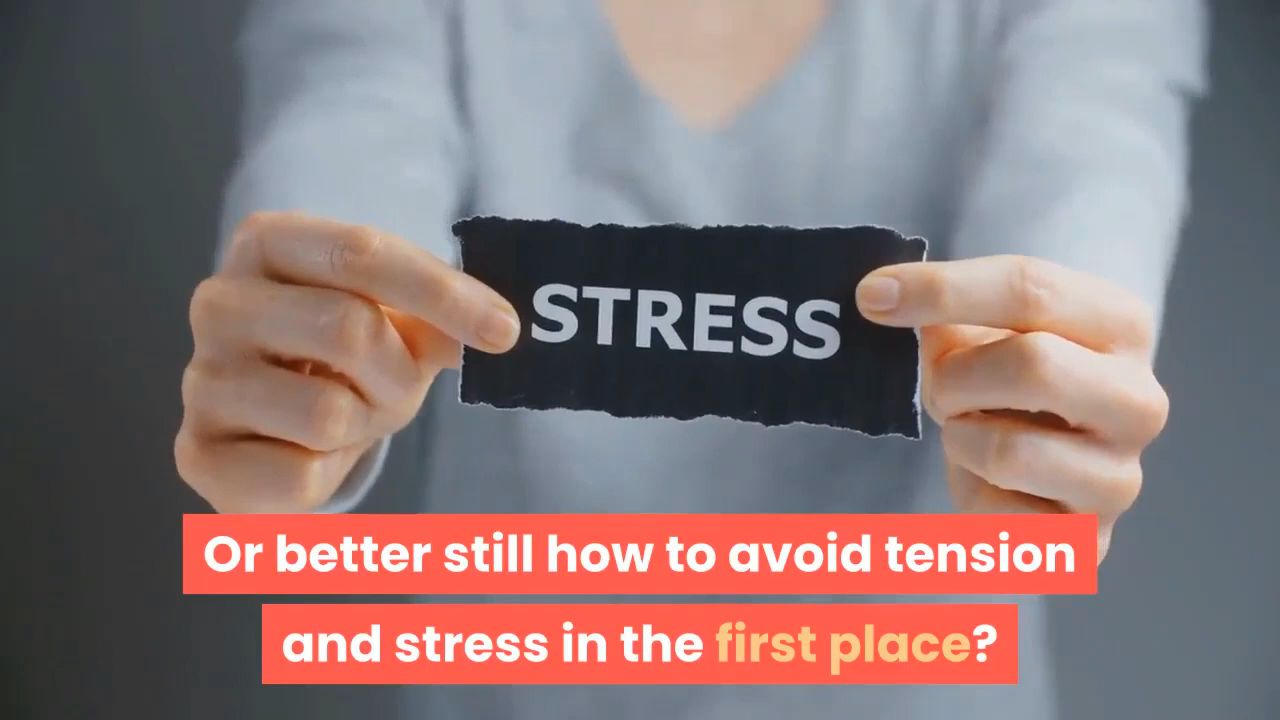 STRESS
Or better still how to avoid tension
and stress in the first place?